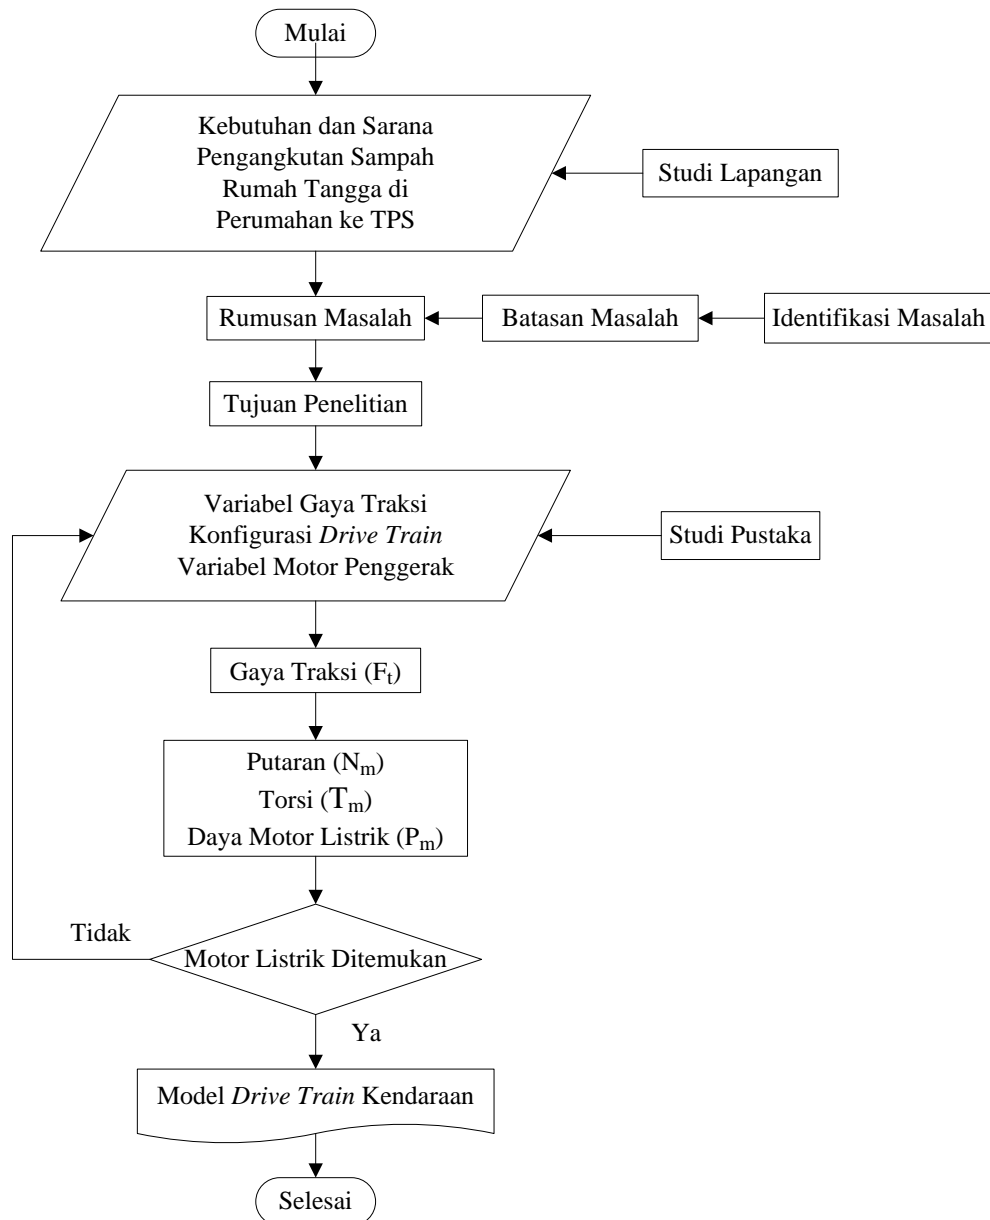 Mulai
Kebutuhan dan Sarana
Pengangkutan Sampah
Rumah Tangga di
Perumahan ke TPS
Studi Lapangan
Rumusan Masalah
Batasan Masalah
Identifikasi Masalah
Tujuan Penelitian
Variabel Gaya Traksi
Konfigurasi Drive Train
Variabel Motor Penggerak
Studi Pustaka
Gaya Traksi (Fₜ)
Putaran (Nₘ)
Torsi (Tₘ)
Daya Motor Listrik (Pₘ)
Tidak
Motor Listrik Ditemukan
Ya
Model Drive Train Kendaraan
Selesai